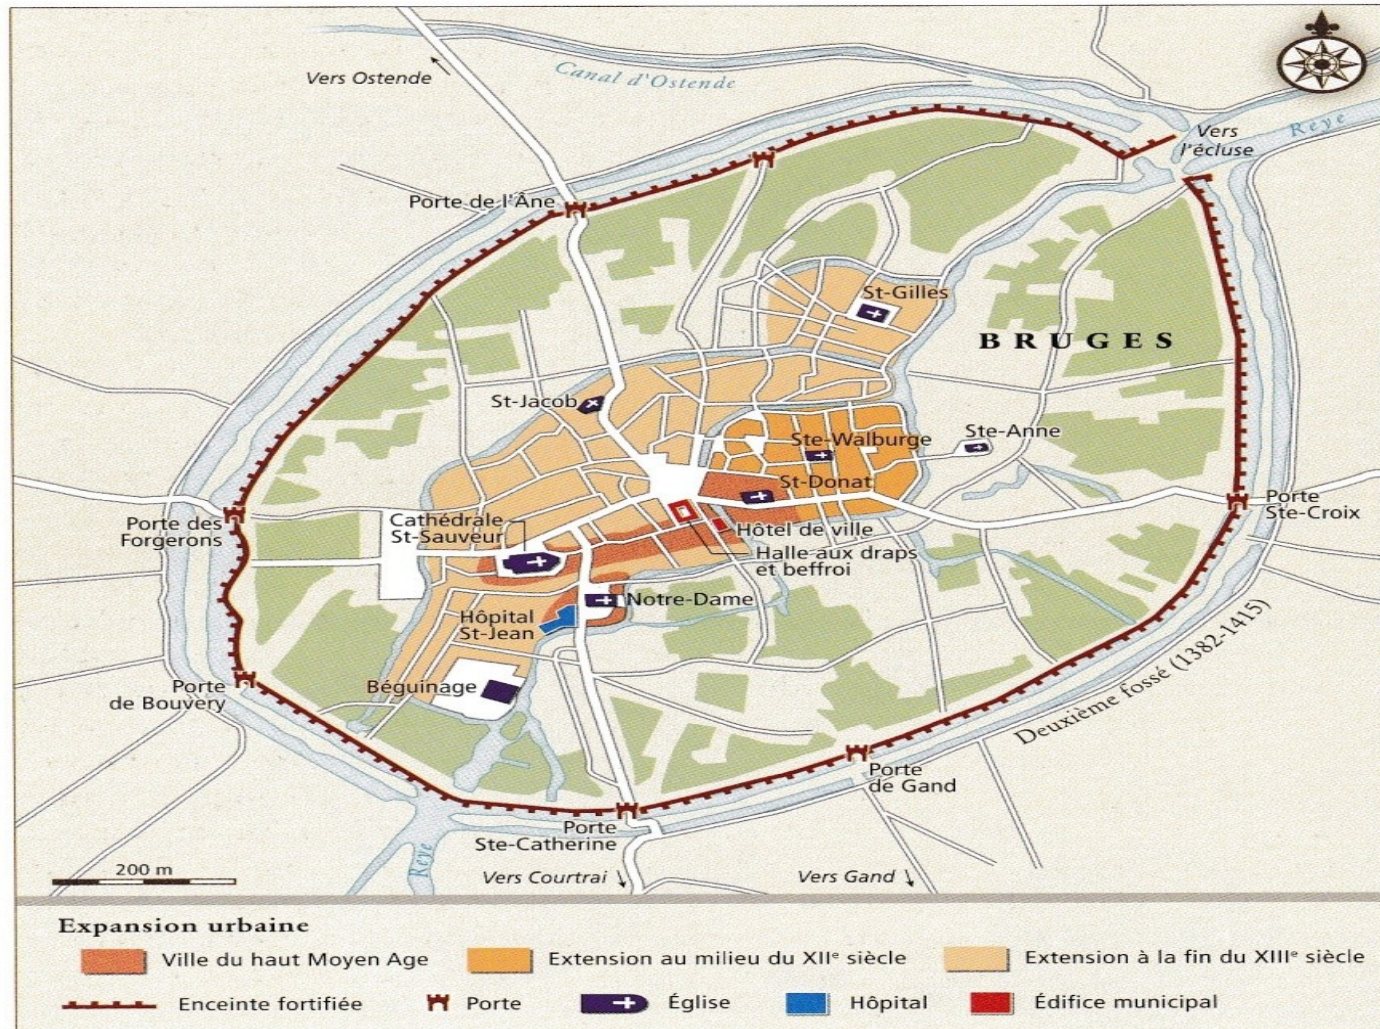 Vers Ostende
Canal d'Ostende
Vers
l'écluse
Reye
Porte de l'Âne
St-Gilles
BRUGES
St-Jacob
Ste-Walburge
Ste-Anne
St-Donat
Porte des
Forgerons
Cathédrale
St-Sauveur
Hôtel de ville
Halle aux draps
et beffroi
Porte
Ste-Croix
Notre-Dame
Hôpital
St-Jean
Béguinage
Porte
de Bouvery
Deuxième fossé (1382-1415)
Porte
de Gand
Porte
Ste-Catherine
Reye
200 m
Vers Courtrai
Vers Gand
Expansion urbaine
Ville du haut Moyen Age
Extension au milieu du XIIe siècle
Extension à la fin du XIIIe siècle
Enceinte fortifiée
Porte
Église
Hôpital
Édifice municipal